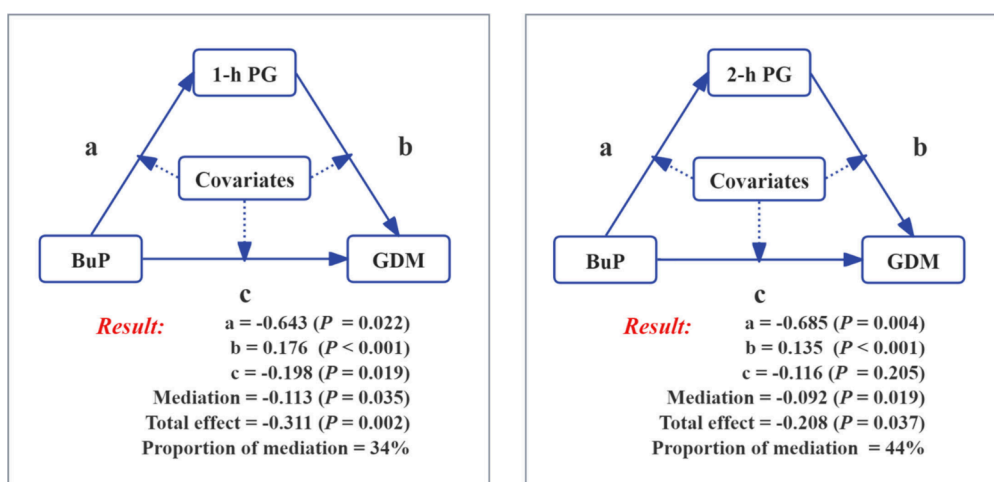 1-h PG
a
b
Covariates
BuP
GDM
c
Result:
a = -0.643 (P = 0.022)
b = 0.176 (P < 0.001)
c = -0.198 (P = 0.019)
Mediation = -0.113 (P = 0.035)
Total effect = -0.311 (P = 0.002)
Proportion of mediation = 34%
2-h PG
a
b
Covariates
BuP
GDM
c
Result:
a = -0.685 (P = 0.004)
b = 0.135 (P < 0.001)
c = -0.116 (P = 0.205)
Mediation = -0.092 (P = 0.019)
Total effect = -0.208 (P = 0.037)
Proportion of mediation = 44%